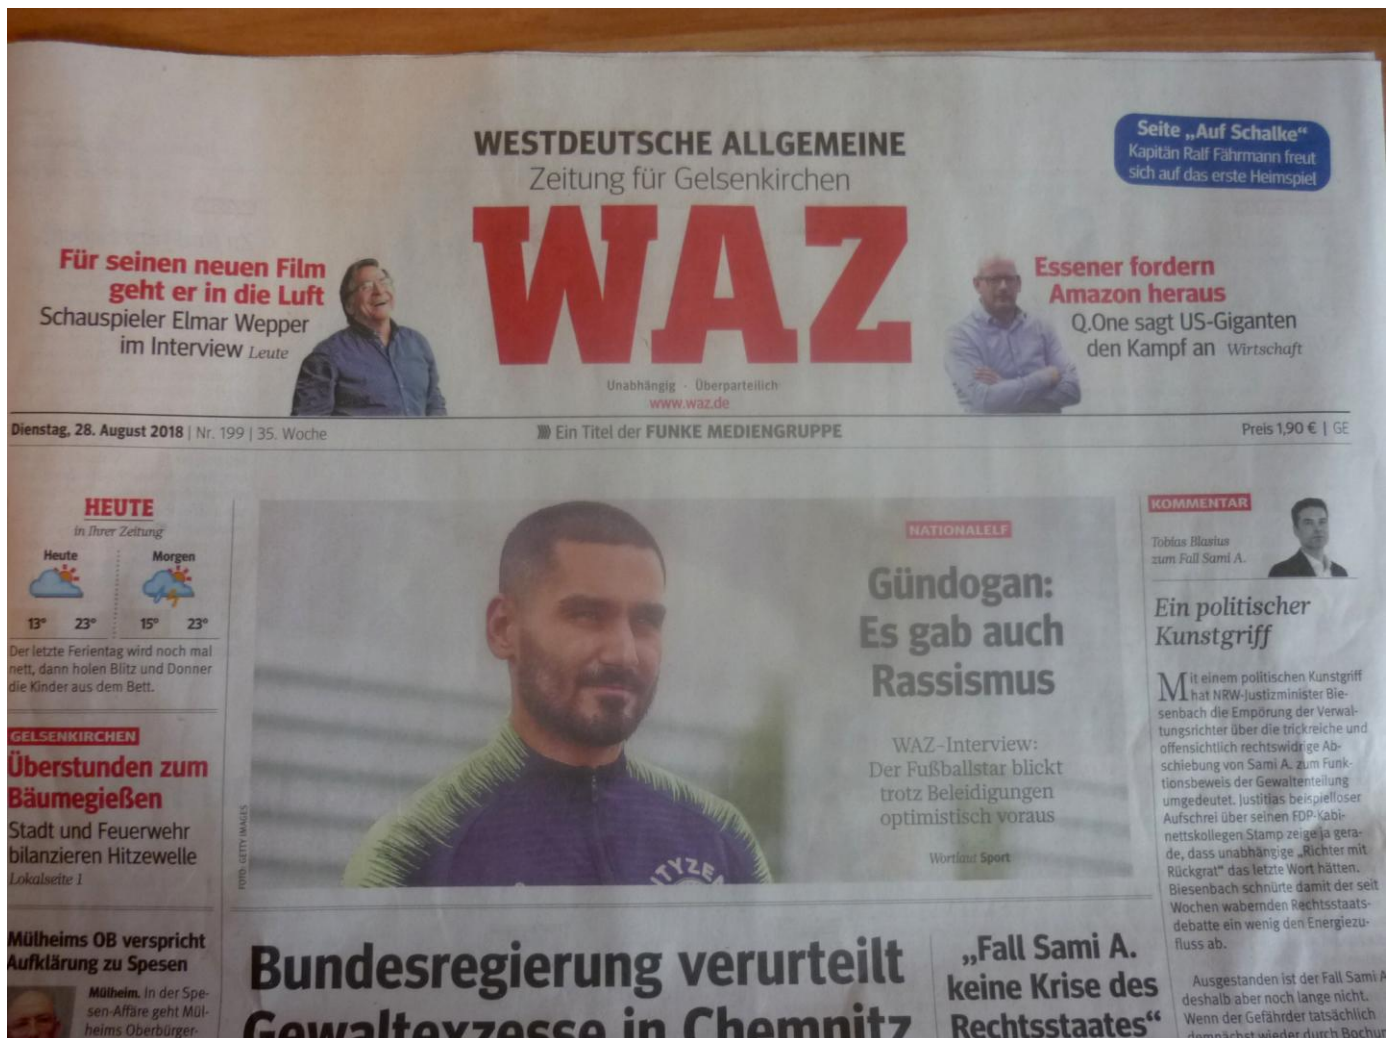 WESTDEUTSCHE ALLGEMEINE
Zeitung für Gelsenkirchen
WAZ
Unabhängig · Überparteilich
www.waz.de
Seite „Auf Schalke“
Kapitän Ralf Fährmann freut
sich auf das erste Heimspiel
Für seinen neuen Film
geht er in die Luft
Schauspieler Elmar Wepper
im Interview Leute
Essener fordern
Amazon heraus
Q.One sagt US-Giganten
den Kampf an Wirtschaft
Dienstag, 28. August 2018 | Nr. 199 | 35. Woche
Ein Titel der FUNKE MEDIENGRUPPE
Preis 1,90 € | GE
HEUTE
in Ihrer Zeitung
Heute Morgen
13° 23° 15° 23°
Der letzte Ferientag wird noch mal
nett, dann holen Blitz und Donner
die Kinder aus dem Bett.
GELSENKIRCHEN
Überstunden zum
Bäumegießen
Stadt und Feuerwehr
bilanzieren Hitzewelle
Lokalseite 1
Mülheims OB verspricht
Aufklärung zu Spesen
Mülheim. In der Spe-
sen-Affäre geht Mül-
heims Oberbürger-
FOTO: GETTY IMAGES
NATIONALELF
Gündogan:
Es gab auch
Rassismus
WAZ-Interview:
Der Fußballstar blickt
trotz Beleidigungen
optimistisch voraus
Wortlaut Sport
TYZE
Bundesregierung verurteilt
Gewaltexzesse in Chemnitz
„Fall Sami A.
keine Krise des
Rechtsstaates“
KOMMENTAR
Tobias Blasius
zum Fall Sami A.
Ein politischer
Kunstgriff
Mit einem politischen Kunstgriff
hat NRW-Justizminister Bie-
senbach die Empörung der Verwal-
tungsrichter über die trickreiche und
offensichtlich rechtswidrige Ab-
schiebung von Sami A. zum Funk-
tionsbeweis der Gewaltenteilung
umgedeutet. Justitias beispielloser
Aufschrei über seinen FDP-Kabi-
nettskollegen Stamp zeige ja gera-
de, dass unabhängige „Richter mit
Rückgrat“ das letzte Wort hätten.
Biesenbach schnürte damit der seit
Wochen wabernden Rechtsstaats-
debatte ein wenig den Energiezu-
fluss ab.
Ausgestanden ist der Fall Sami A
deshalb aber noch lange nicht.
Wenn der Gefährder tatsächlich
demnächst wieder durch Bochum